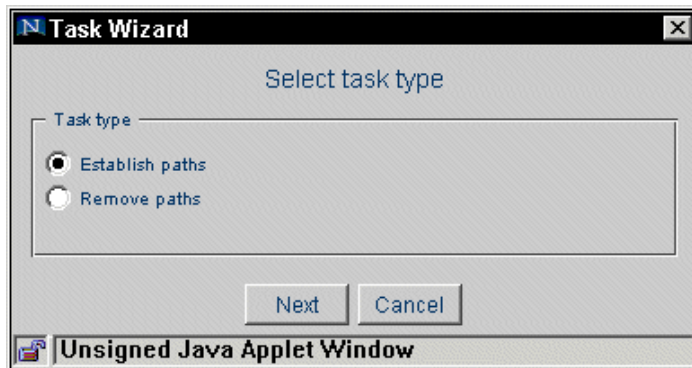 N Task Wizard
Select task type
Task type
Establish paths
Remove paths
Next Cancel
Unsigned Java Applet Window